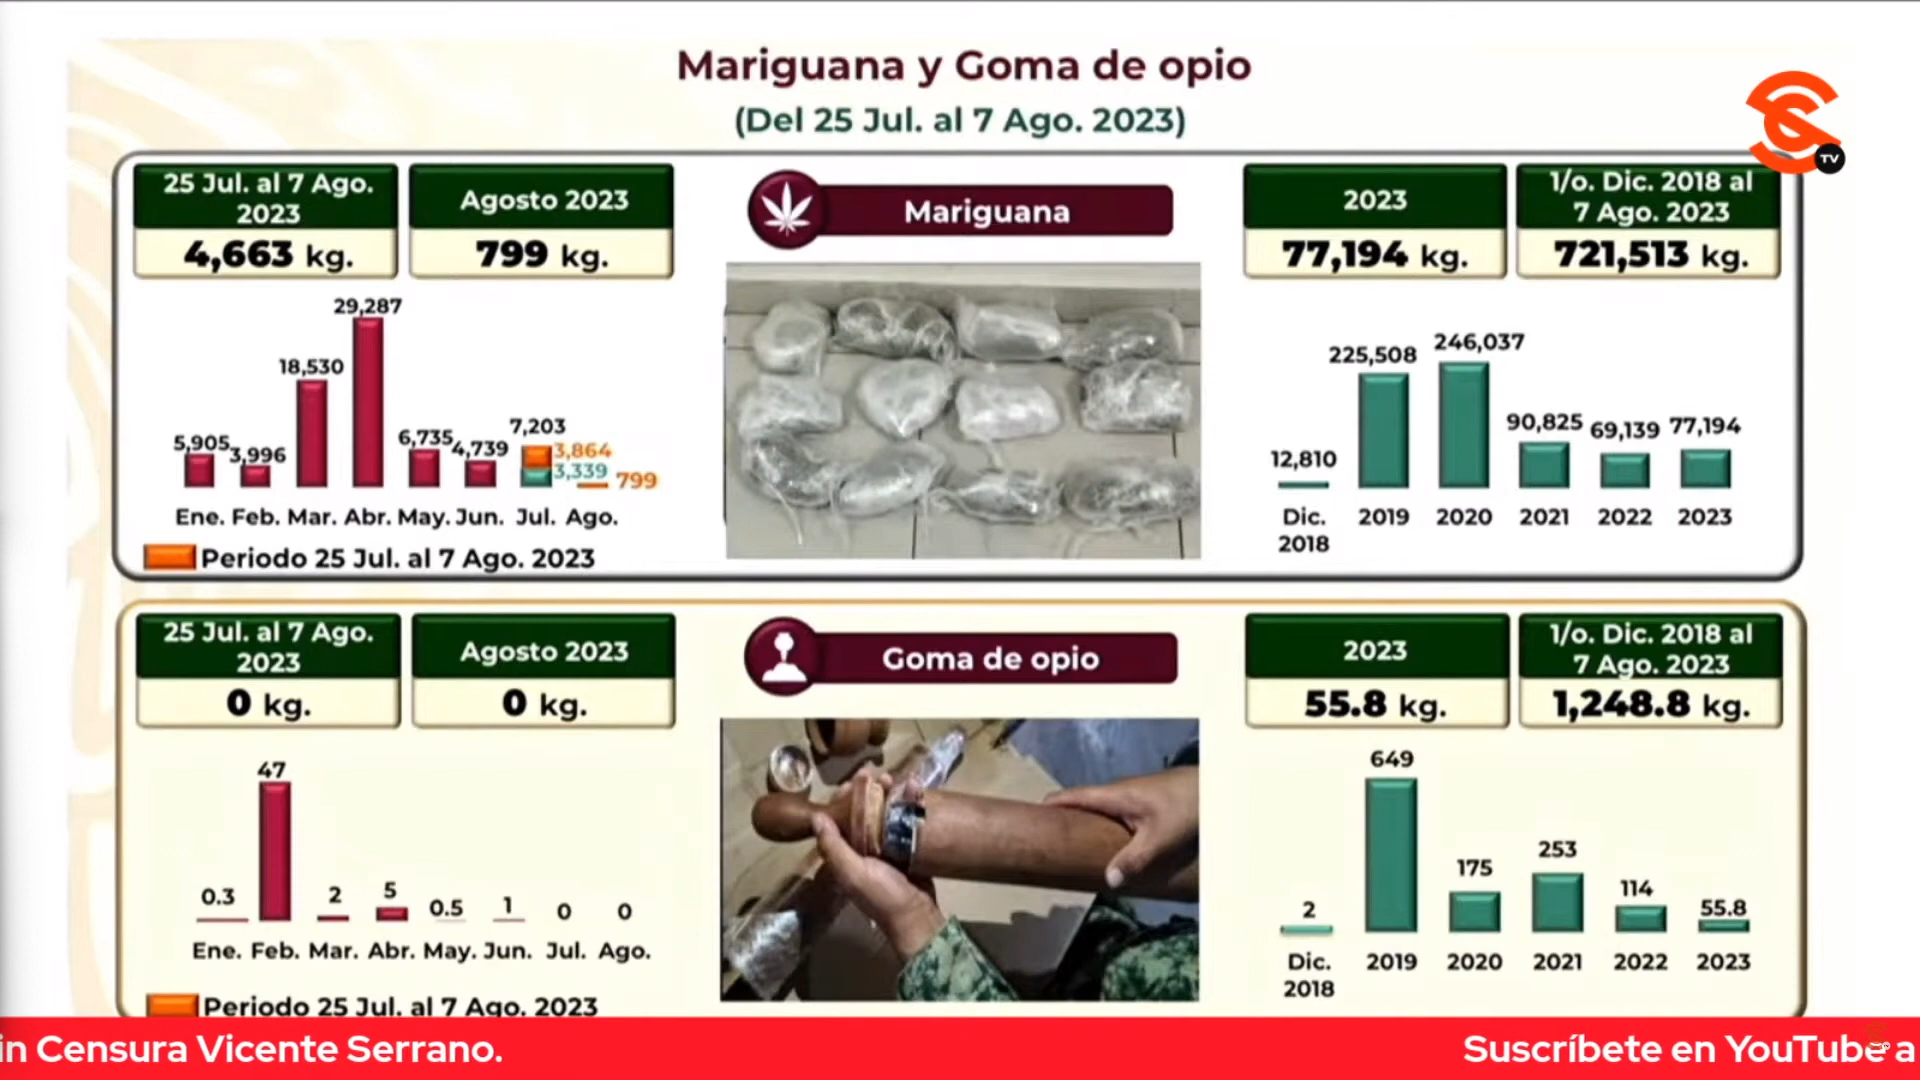 Mariguana y Goma de opio
(Del 25 Jul. al 7 Ago. 2023)
TV
25 Jul. al 7 Ago.
2023
4,663 kg.
Agosto 2023
799 kg.
Mariguana
2023
77,194 kg.
1/o. Dic. 2018 al
7 Ago. 2023
721,513 kg.
5,905
3,996
18,530
29,287
6,735
4,739
7,203
3,864
3,339
799
Ene. Feb. Mar. Abr. May. Jun. Jul. Ago.
Periodo 25 Jul. al 7 Ago. 2023
12,810
225,508
246,037
90,825
69,139
77,194
Dic.
2018
2019
2020
2021
2022
2023
25 Jul. al 7 Ago.
2023
0 kg.
Agosto 2023
0 kg.
Goma de opio
2023
55.8 kg.
1/o. Dic. 2018 al
7 Ago. 2023
1,248.8 kg.
0.3
47
2
5
0.5
1
0
0
Ene. Feb. Mar. Abr. May. Jun. Jul. Ago.
Periodo 25 Jul. al 7 Ago. 2023
2
649
175
253
114
55.8
Dic.
2018
2019
2020
2021
2022
2023
in Censura Vicente Serrano.
Suscríbete en YouTube a